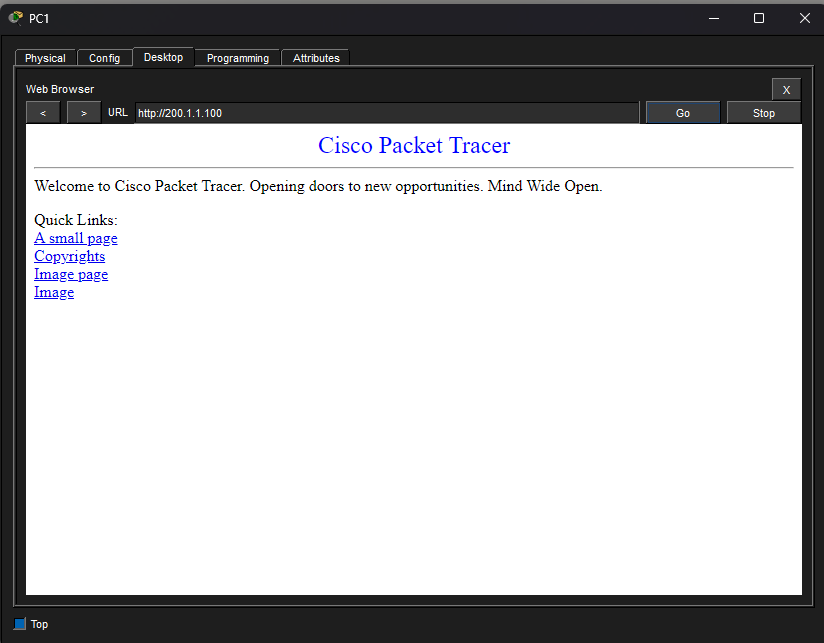 PC1
Physical Config Desktop Programming Attributes
Web Browser
X
< > URL http://200.1.1.100 Go Stop
Cisco Packet Tracer
Welcome to Cisco Packet Tracer. Opening doors to new opportunities. Mind Wide Open.
Quick Links:
A small page
Copyrights
Image page
Image
Top